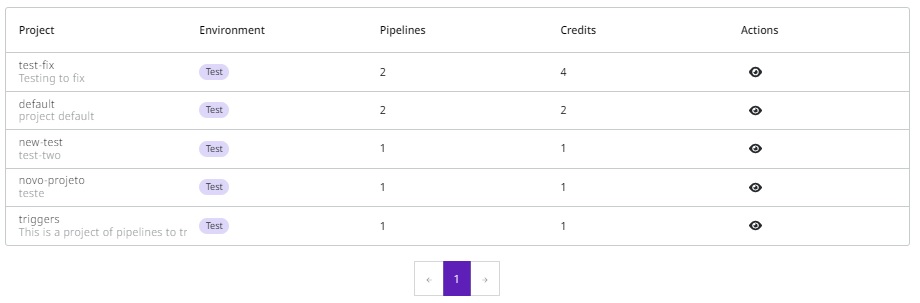 Project Environment Pipelines Credits Actions
test-fix
Testing to fix
Test 2 4
default
project default
Test 2 2
new-test
test-two
Test 1 1
novo-projeto
teste
Test 1 1
triggers
This is a project of pipelines to tr
Test 1 1
← 1 →